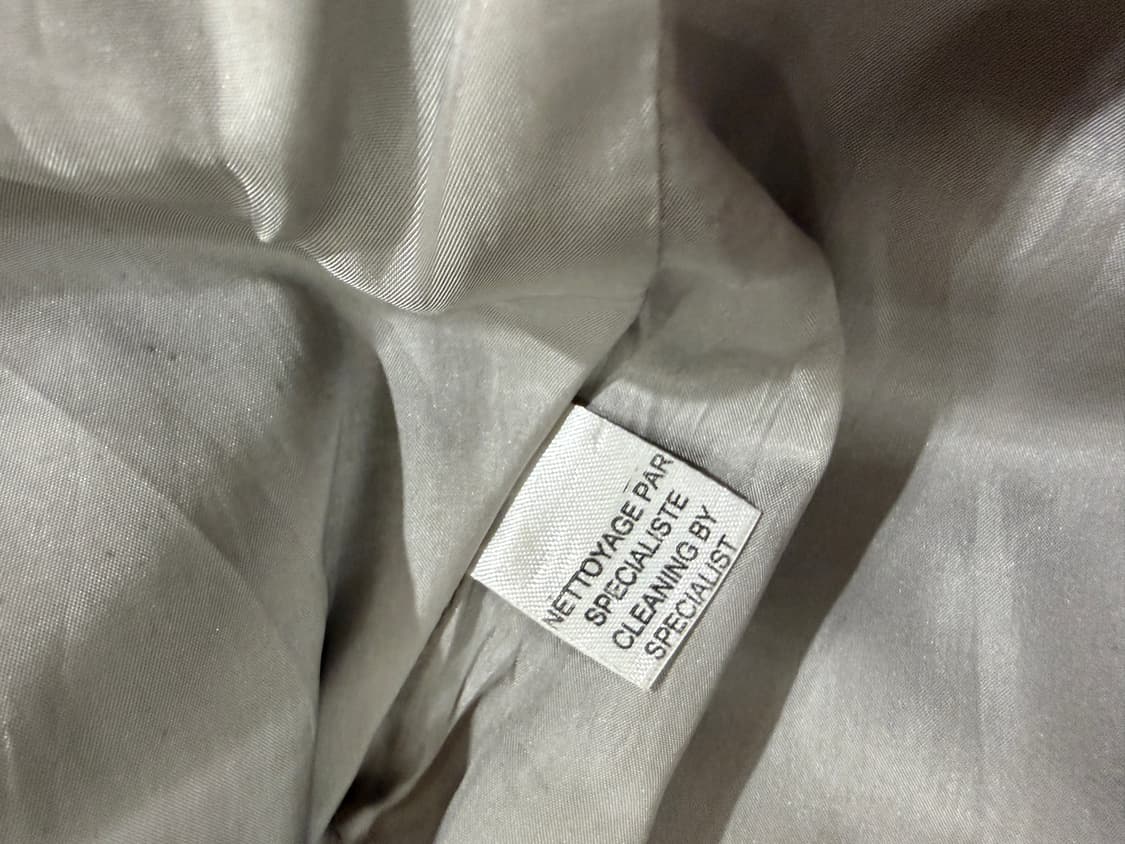 NETTOYAGE PAR
SPECIALISTE
CLEANING BY
SPECIALIST